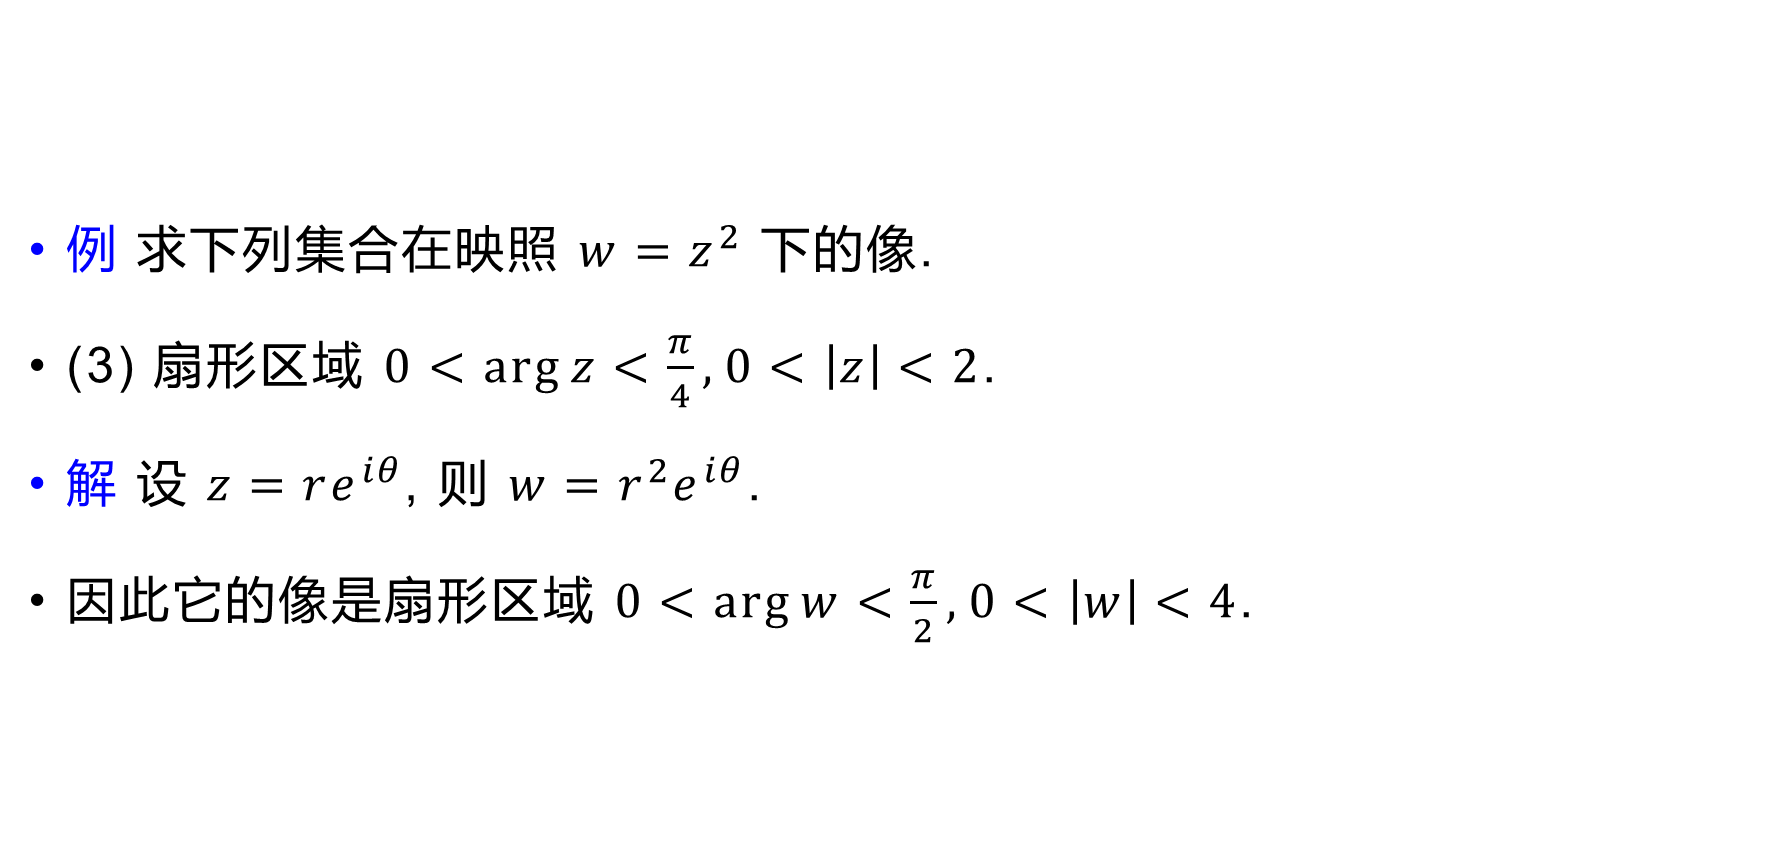 • 例 求下列集合在映照 w = z² 下的像.
• (3) 扇形区域 0 < arg z < π/4, 0 < |z| < 2.
• 解 设 z = re^{iθ}, 则 w = r²e^{iθ}.
• 因此它的像是扇形区域 0 < arg w < π/2, 0 < |w| < 4.